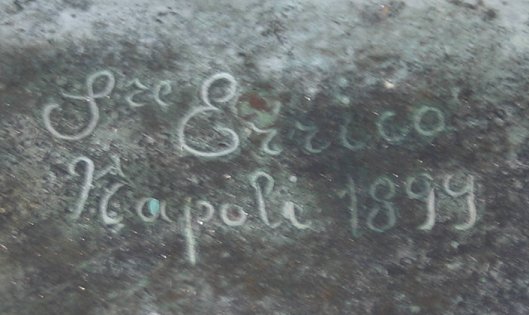 Sre Errico
Napoli 1899